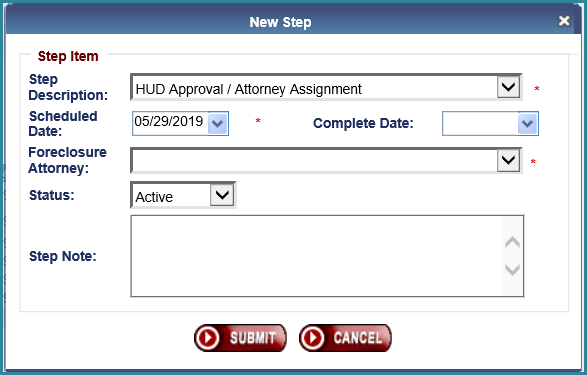 New Step
Step Item
Step
Description:
HUD Approval / Attorney Assignment
*
Scheduled
Date:
05/29/2019
*
Complete Date:
Foreclosure
Attorney:
*
Status:
Active
Step Note:
SUBMIT
CANCEL